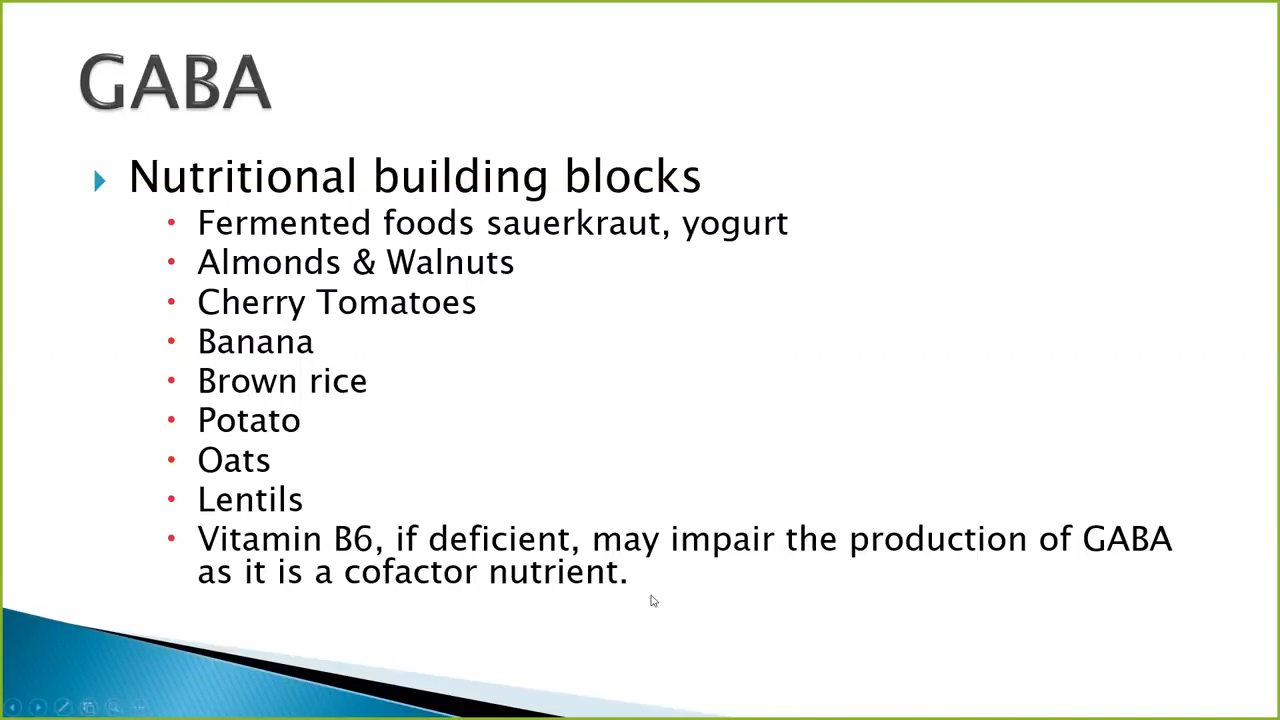 GABA
Nutritional building blocks
Fermented foods sauerkraut, yogurt
Almonds & Walnuts
Cherry Tomatoes
Banana
Brown rice
Potato
Oats
Lentils
Vitamin B6, if deficient, may impair the production of GABA
as it is a cofactor nutrient.